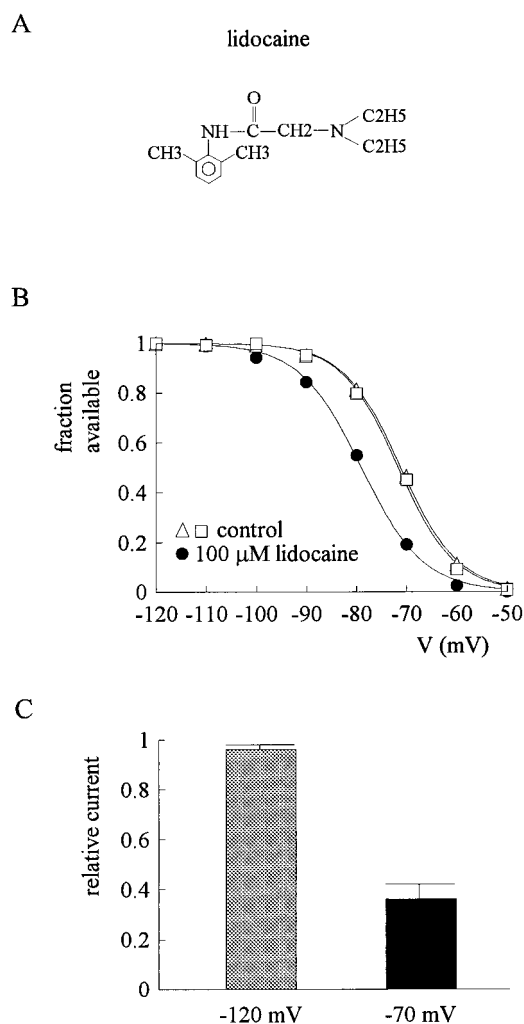 A
lidocaine
O
NH C CH2 N C2H5
C2H5
CH3 CH3
B
fraction available
1
0.8
0.6
0.4
0.2
0
△ □ control
● 100 µM lidocaine
-120 -110 -100 -90 -80 -70 -60 -50
V (mV)
C
relative current
1
0.8
0.6
0.4
0.2
0
-120 mV -70 mV